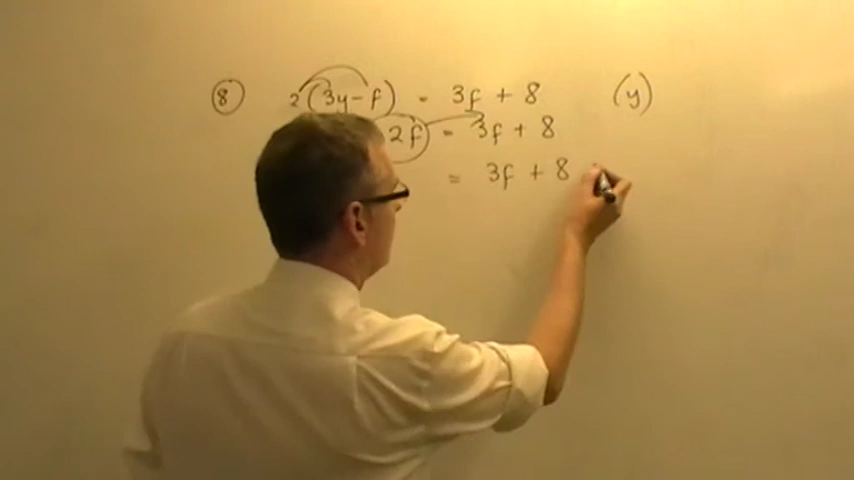 8 2(3y-f) = 3f + 8 (y)
2f = 3f + 8
= 3f + 8